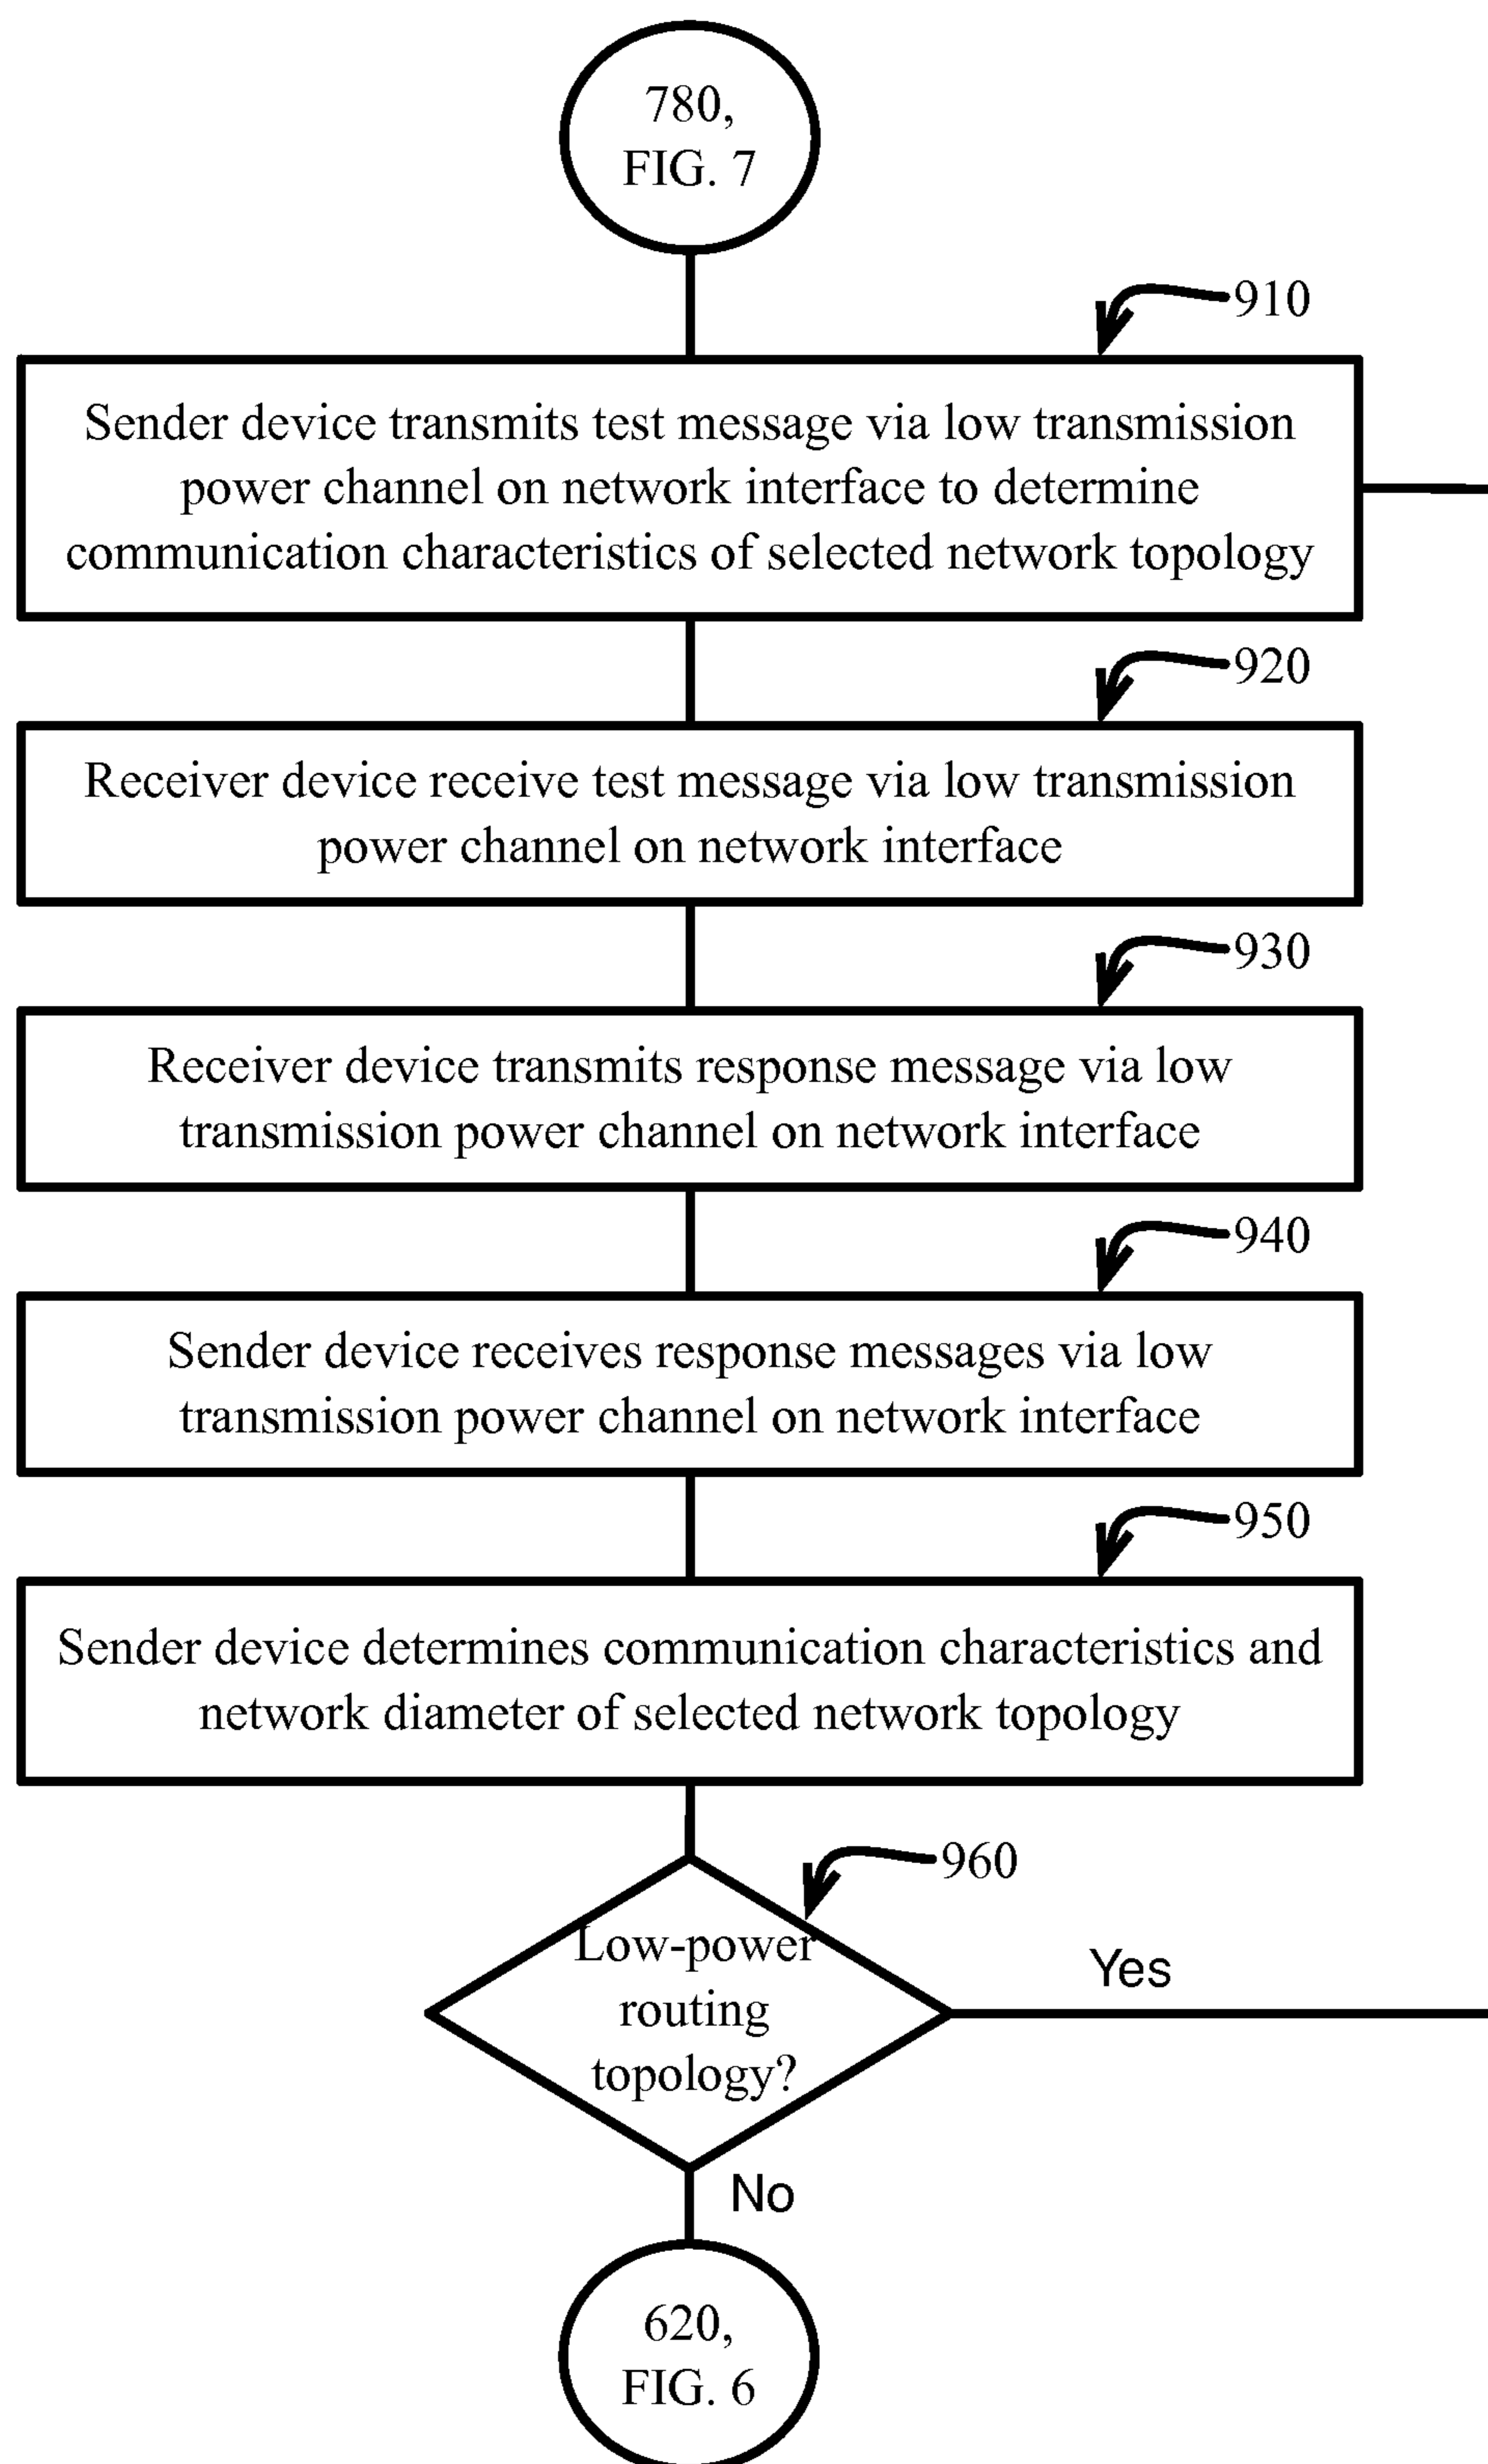 780,
FIG. 7
910
Sender device transmits test message via low transmission
power channel on network interface to determine
communication characteristics of selected network topology
920
Receiver device receive test message via low transmission
power channel on network interface
930
Receiver device transmits response message via low
transmission power channel on network interface
940
Sender device receives response messages via low
transmission power channel on network interface
950
Sender device determines communication characteristics and
network diameter of selected network topology
960
Low-power
routing
topology?
Yes
No
620,
FIG. 6